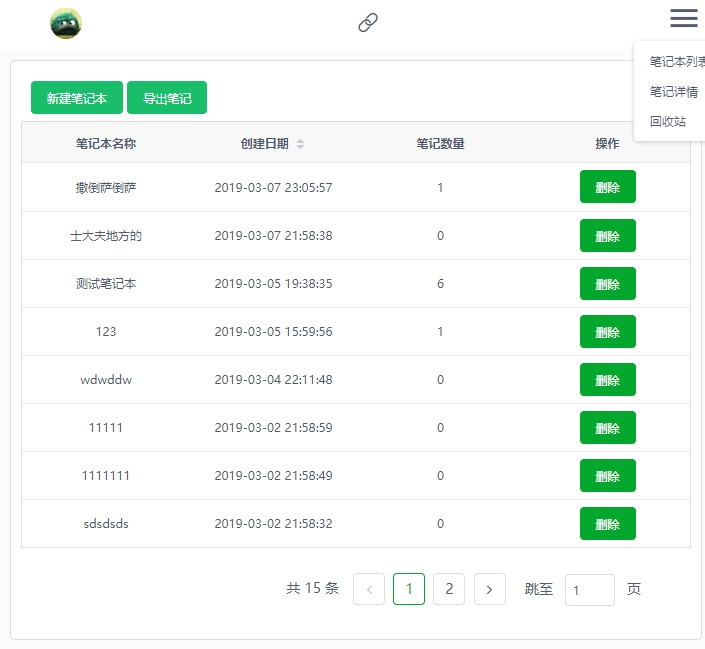 笔记本列表
笔记详情
回收站
新建笔记本 导出笔记
笔记本名称 创建日期 笔记数量 操作
撒倒萨倒萨 2019-03-07 23:05:57 1 删除
士大夫地方的 2019-03-07 21:58:38 0 删除
测试笔记本 2019-03-05 19:38:35 6 删除
123 2019-03-05 15:59:56 1 删除
wdwddw 2019-03-04 22:11:48 0 删除
11111 2019-03-02 21:58:59 0 删除
1111111 2019-03-02 21:58:49 0 删除
sdsdsds 2019-03-02 21:58:32 0 删除
共 15 条 1 2 跳至 1 页